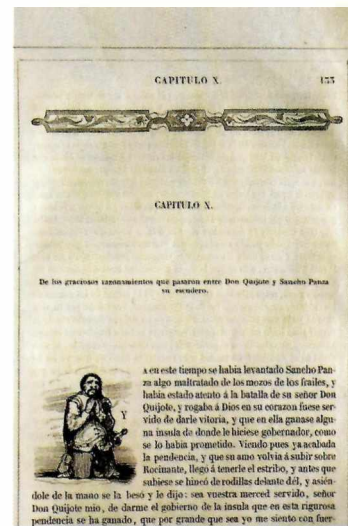 CAPITULO X.
133
CAPITULO X.
De los graciosos razonamientos que pasaron entre Don Quijote y Sancho Panza
su escudero.
Y
A en este tiempo se habia levantado Sancho Pan-
za algo maltratado de los mozos de los frailes, y
habia estado atento á la batalla de su señor Don
Quijote, y rogaba á Dios en su corazon fuese ser-
vido de darle vitoria, y que en ella ganase algu-
na ínsula de donde le hiciese gobernador, como
se lo habia prometido. Viendo pues ya acabada
la pendencia, y que su amo volvia á subir sobre
Rocinante, llegó á tenerle el estribo, y antes que
subiese se hincó de rodillas delante dél, y asién-
dole de la mano se la besó y le dijo: sea vuestra merced servido, señor
Don Quijote mio, de darme el gobierno de la ínsula que en esta rigurosa
pendencia se ha ganado, que por grande que sea yo me siento con fuer-